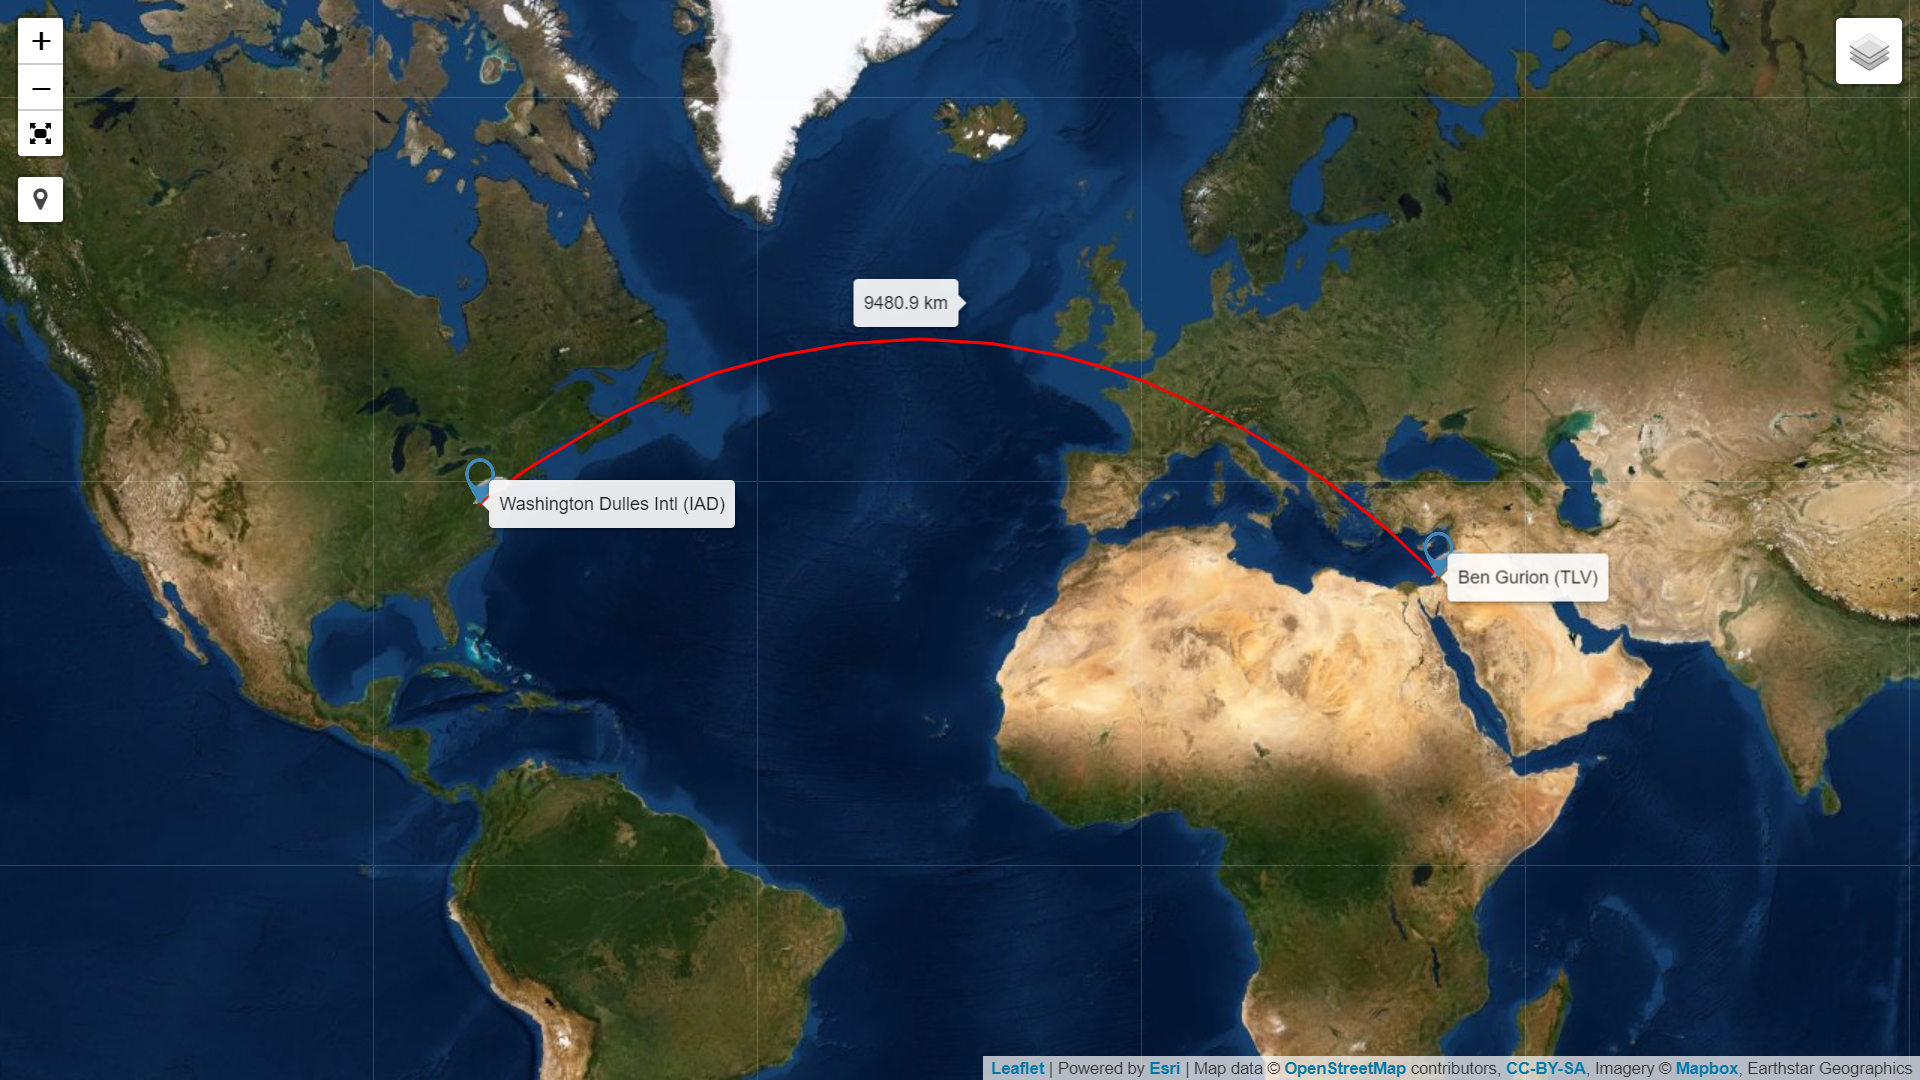 +
−
9480.9 km
Washington Dulles Intl (IAD)
Ben Gurion (TLV)
Leaflet | Powered by Esri | Map data © OpenStreetMap contributors, CC-BY-SA, Imagery © Mapbox, Earthstar Geographics